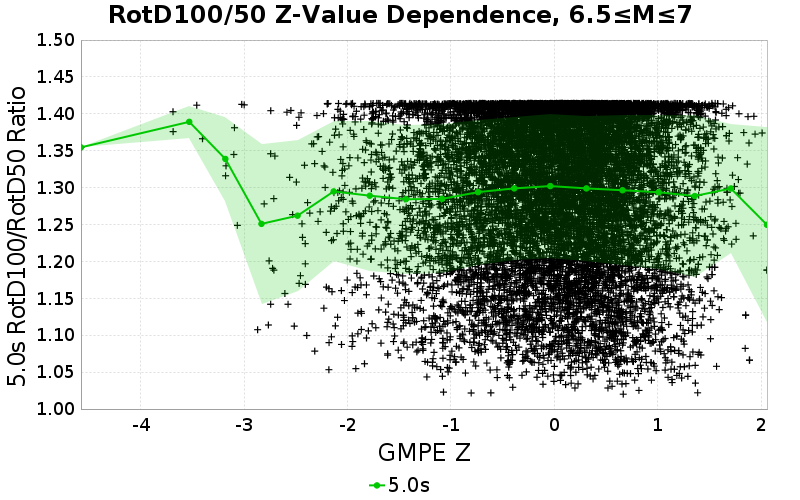 RotD100/50 Z-Value Dependence, 6.5≤M≤7
5.0s RotD100/RotD50 Ratio
1.50
1.45
1.40
1.35
1.30
1.25
1.20
1.15
1.10
1.05
1.00
-4 -3 -2 -1 0 1 2
GMPE Z
5.0s